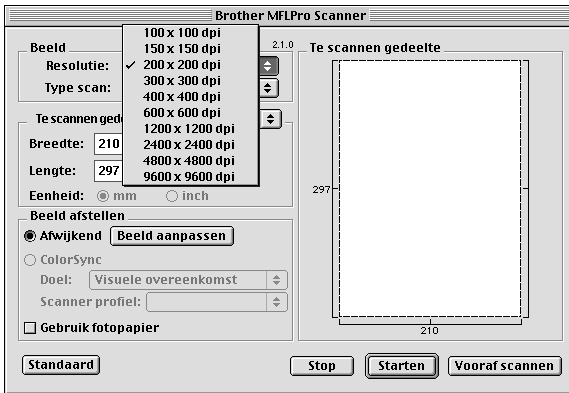 Brother MFLPro Scanner
Beeld
2.1.0
Resolutie:
100 x 100 dpi
150 x 150 dpi
✓ 200 x 200 dpi
300 x 300 dpi
400 x 400 dpi
600 x 600 dpi
1200 x 1200 dpi
2400 x 2400 dpi
4800 x 4800 dpi
9600 x 9600 dpi
Type scan:
Te scannen ged
Breedte: 210
Lengte: 297
Eenheid: mm inch
Beeld afstellen
Afwijkend Beeld aanpassen
ColorSync
Doel: Visuele overeenkomst
Scanner profiel:
Gebruik fotopapier
Te scannen gedeelte
297
210
Standaard Stop Starten Vooraf scannen